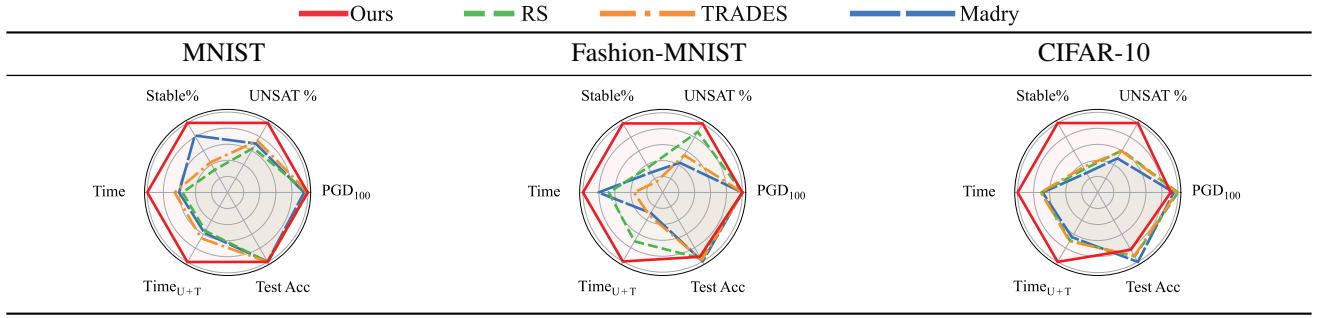 Ours RS TRADES Madry
MNIST Fashion-MNIST CIFAR-10
Stable% UNSAT % Stable% UNSAT % Stable% UNSAT %
Time PGD100 Time PGD100 Time PGD100
TimeU+T Test Acc TimeU+T Test Acc TimeU+T Test Acc